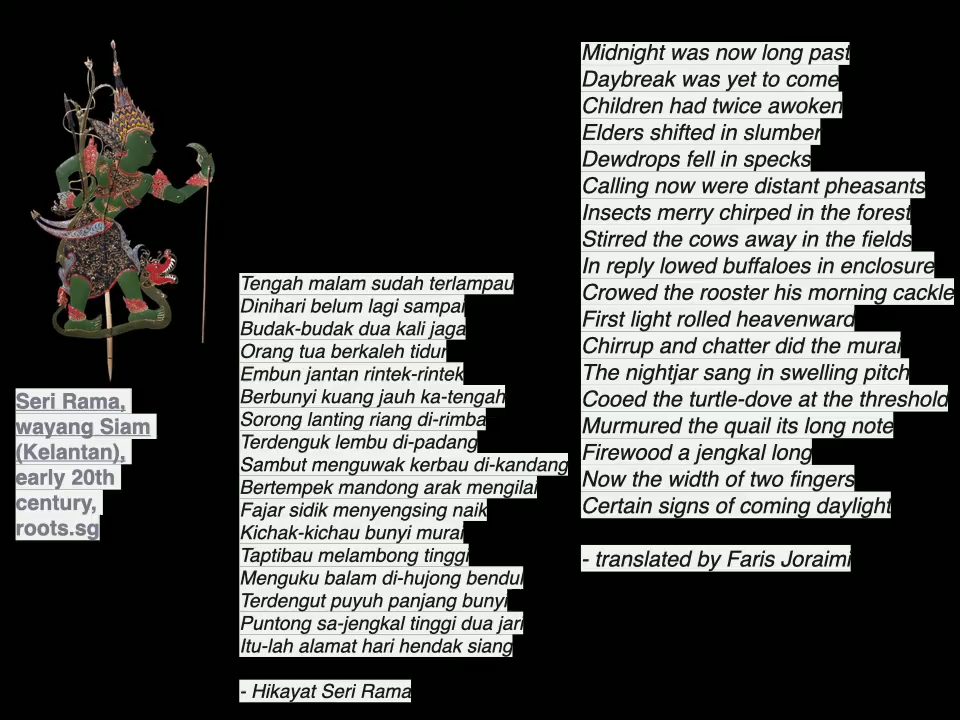 Seri Rama,
wayang Siam
(Kelantan),
early 20th
century,
roots.sg
Tengah malam sudah terlampau
Dinihari belum lagi sampai
Budak-budak dua kali jaga
Orang tua berkaleh tidur
Embun jantan rintek-rintek
Berbunyi kuang jauh ka-tengah
Sorong lanting riang di-rimba
Terdenguk lembu di-padang
Sambut menguwak kerbau di-kandang
Bertempek mandong arak mengilai
Fajar sidik menyengsing naik
Kichak-kichau bunyi murai
Taptibau melambong tinggi
Menguku balam di-hujong bendul
Terdengut puyuh panjang bunyi
Puntong sa-jengkal tinggi dua jari
Itu-lah alamat hari hendak siang
- Hikayat Seri Rama
Midnight was now long past
Daybreak was yet to come
Children had twice awoken
Elders shifted in slumber
Dewdrops fell in specks
Calling now were distant pheasants
Insects merry chirped in the forest
Stirred the cows away in the fields
In reply lowed buffaloes in enclosure
Crowed the rooster his morning cackle
First light rolled heavenward
Chirrup and chatter did the murai
The nightjar sang in swelling pitch
Cooed the turtle-dove at the threshold
Murmured the quail its long note
Firewood a jengkal long
Now the width of two fingers
Certain signs of coming daylight
- translated by Faris Joraimi